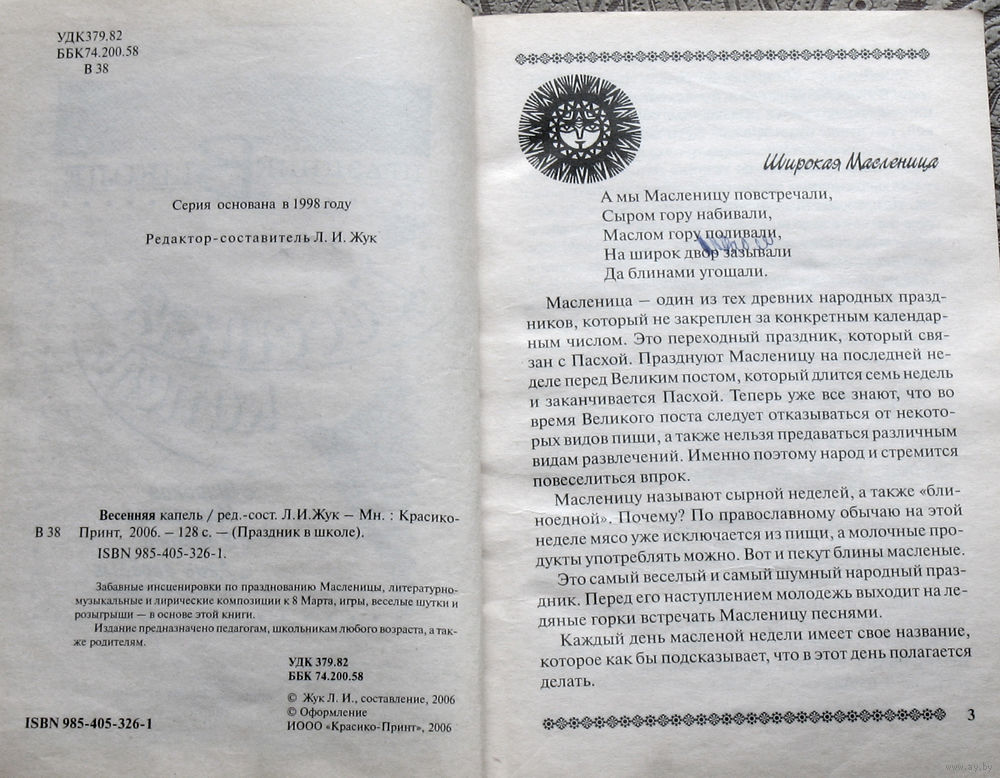 УДК379.82
ББК74.200.58
В 38
Серия основана в 1998 году
Редактор-составитель Л. И. Жук
Весенняя капель / ред.-сост. Л.И.Жук – Мн. : Красико-
В 38 Принт, 2006. – 128 с. — (Праздник в школе).
ISBN 985-405-326-1.
Забавные инсценировки по празднованию Масленицы, литературно-
музыкальные и лирические композиции к 8 Марта, игры, веселые шутки и
розыгрыши — в основе этой книги.
Издание предназначено педагогам, школьникам любого возраста, а так-
же родителям.
УДК 379.82
ББК 74.200.58
© Жук Л. И., составление, 2006
© Оформление
ISBN 985-405-326-1
ИООО «Красико-Принт», 2006
Широкая Масленица
А мы Масленицу повстречали,
Сыром гору набивали,
Маслом гору поливали,
На широк двор зазывали
Да блинами угощали.
Масленица — один из тех древних народных празд-
ников, который не закреплен за конкретным календар-
ным числом. Это переходный праздник, который свя-
зан с Пасхой. Празднуют Масленицу на последней не-
деле перед Великим постом, который длится семь недель
и заканчивается Пасхой. Теперь уже все знают, что во
время Великого поста следует отказываться от некото-
рых видов пищи, а также нельзя предаваться различным
видам развлечений. Именно поэтому народ и стремится
повеселиться впрок.
Масленицу называют сырной неделей, а также «бли-
ноедной». Почему? По православному обычаю на этой
неделе мясо уже исключается из пищи, а молочные про-
дукты употреблять можно. Вот и пекут блины масленые.
Это самый веселый и самый шумный народный праз-
дник. Перед его наступлением молодежь выходит на ле-
дяные горки встречать Масленицу песнями.
Каждый день масленой недели имеет свое название,
которое как бы подсказывает, что в этот день полагается
делать.
3
www.ay.by